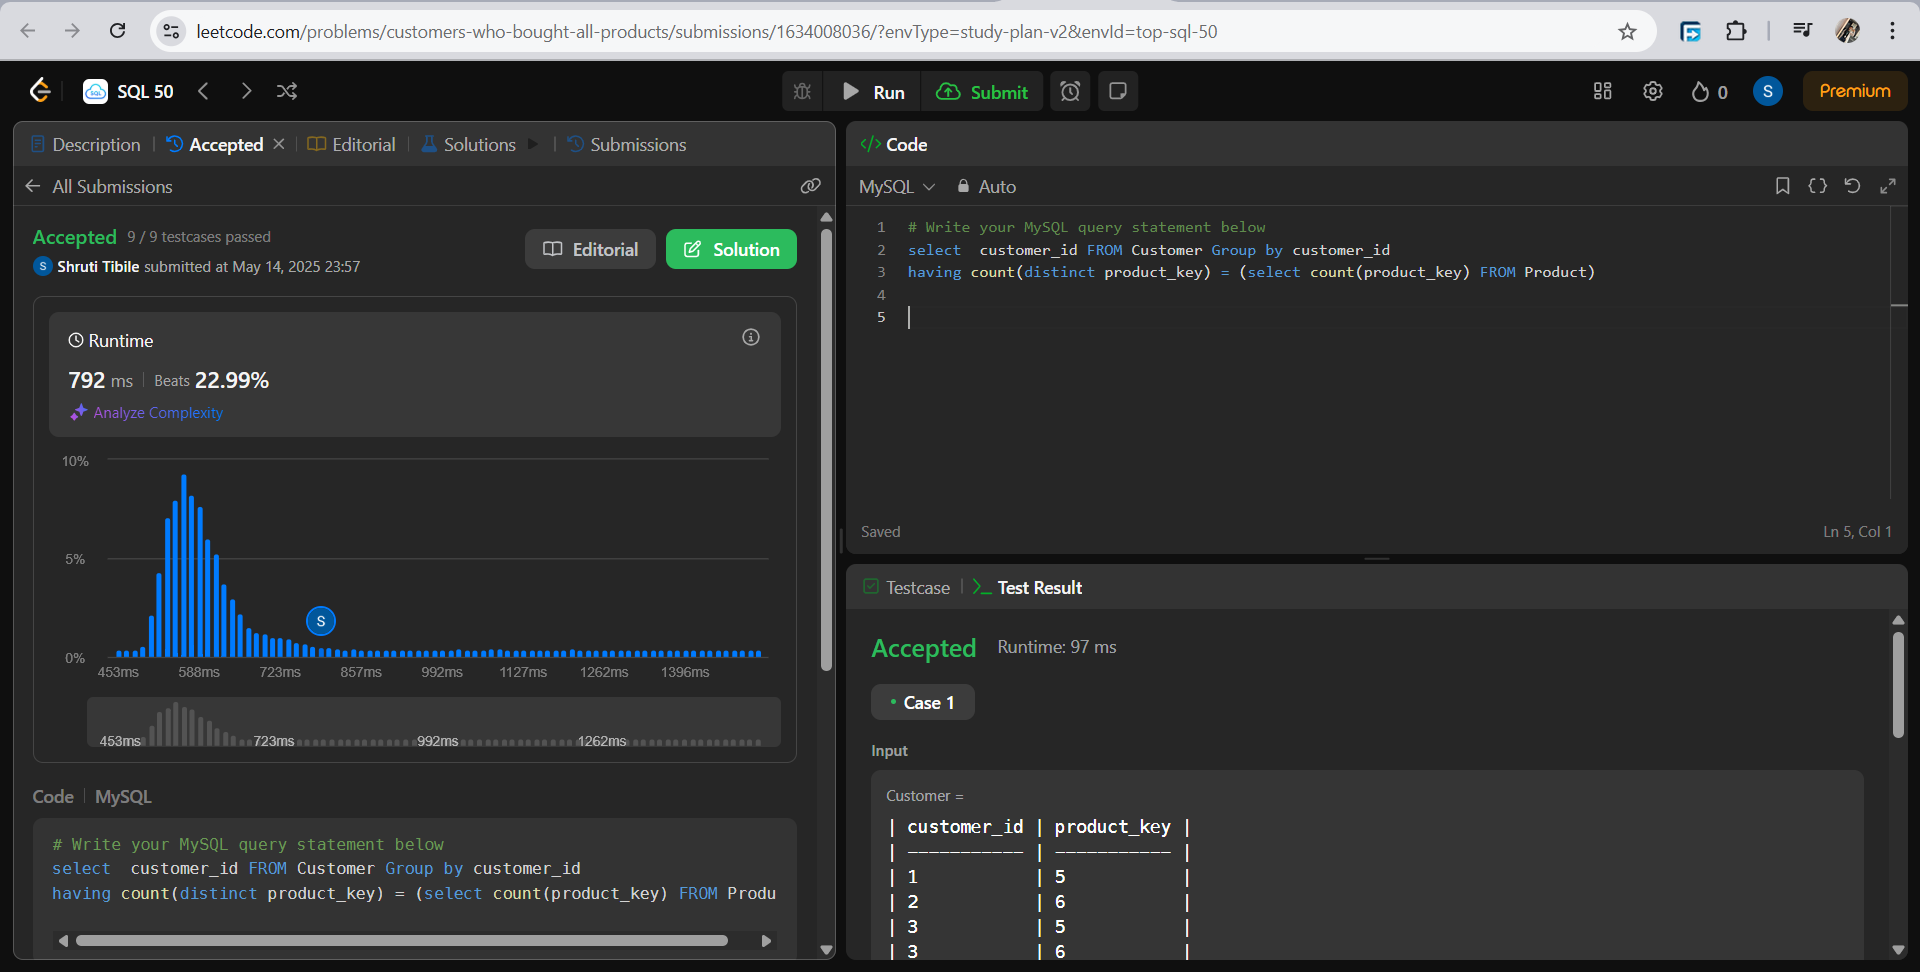 leetcode.com/problems/customers-who-bought-all-products/submissions/1634008036/?envType=study-plan-v2&envId=top-sql-50
SQL 50
Run
Submit
0
S
Premium
Description
Accepted
Editorial
Solutions
Submissions
All Submissions
Accepted 9 / 9 testcases passed
S Shruti Tibile submitted at May 14, 2025 23:57
Editorial
Solution
Runtime
792 ms Beats 22.99%
Analyze Complexity
10%
5%
0%
S
453ms 588ms 723ms 857ms 992ms 1127ms 1262ms 1396ms
453ms 723ms 992ms 1262ms
Code MySQL
# Write your MySQL query statement below
select  customer_id FROM Customer Group by customer_id
having count(distinct product_key) = (select count(product_key) FROM Produ
</> Code
MySQL Auto
1 # Write your MySQL query statement below
2 select  customer_id FROM Customer Group by customer_id
3 having count(distinct product_key) = (select count(product_key) FROM Product)
4
5
Saved
Ln 5, Col 1
Testcase
>_ Test Result
Accepted Runtime: 97 ms
• Case 1
Input
Customer =
| customer_id | product_key |
| ----------- | ----------- |
| 1 | 5 |
| 2 | 6 |
| 3 | 5 |
| 3 | 6 |